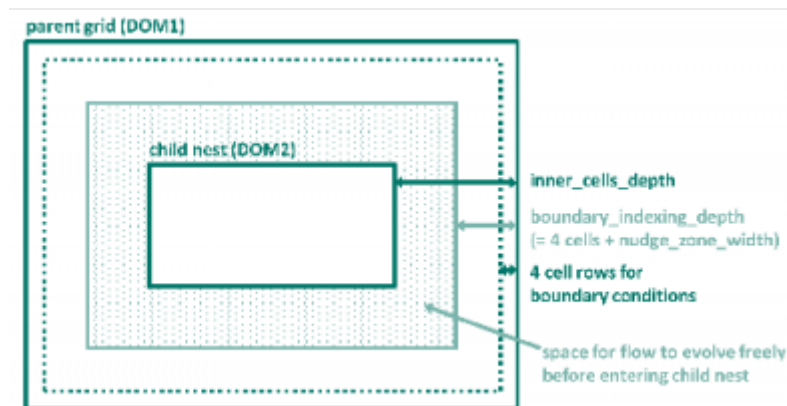 parent grid (DOM1)
child nest (DOM2)
inner_cells_depth
boundary_indexing_depth
(= 4 cells + nudge_zone_width)
4 cell rows for
boundary conditions
space for flow to evolve freely
before entering child nest